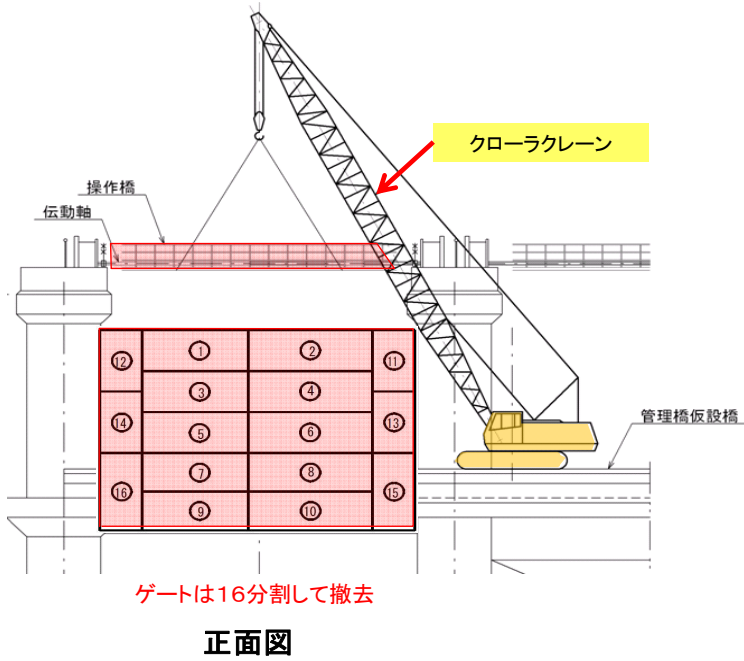 クローラクレーン
操作橋
伝動軸
⑫ ① ② ⑪
③ ④
⑭ ⑤ ⑥ ⑬
管理橋仮設橋
⑯ ⑦ ⑧ ⑮
⑨ ⑩
ゲートは16分割して撤去
正面図